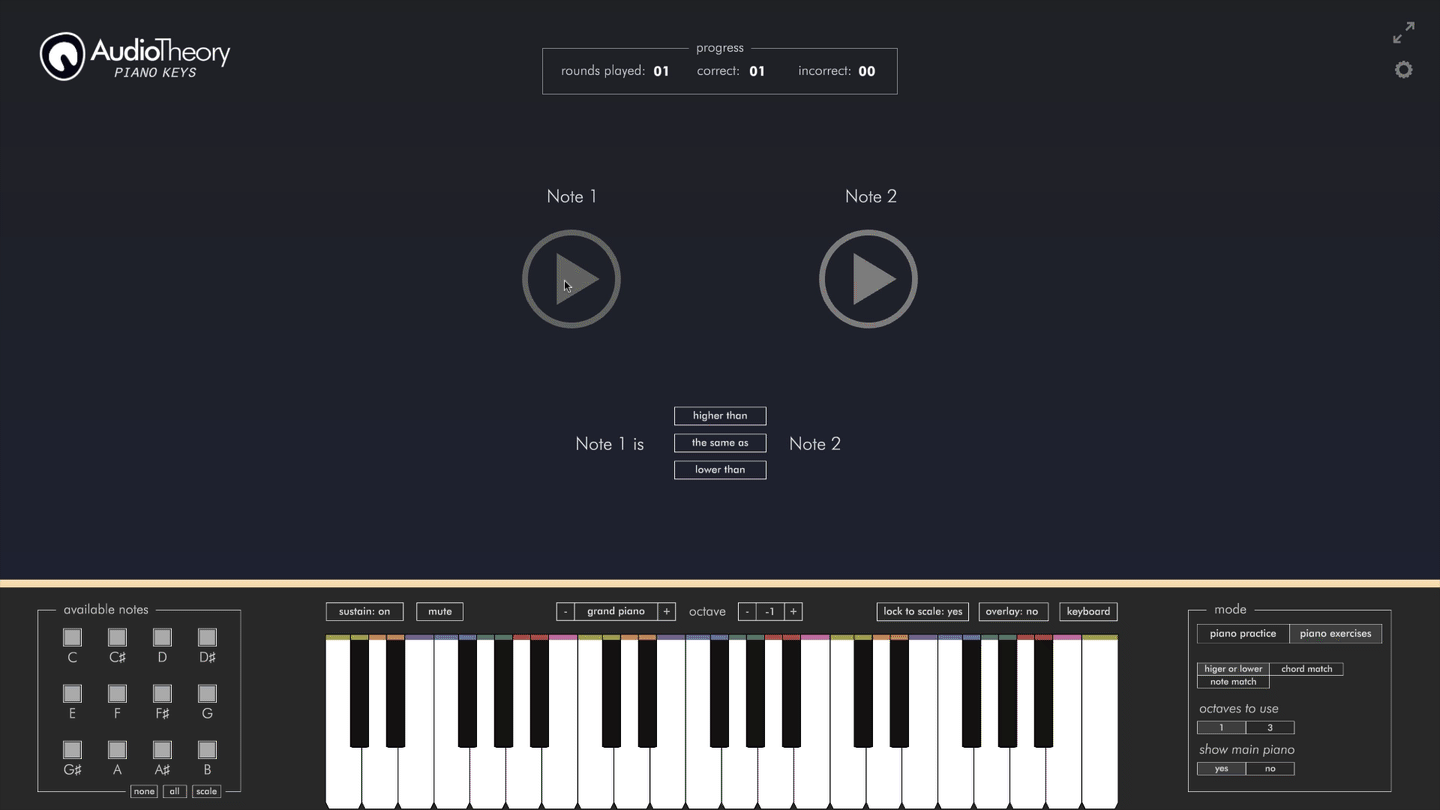 AudioTheory
PIANO KEYS
progress
rounds played: 01 correct: 01 incorrect: 00
Note 1 Note 2
higher than
Note 1 is the same as Note 2
lower than
available notes
C C♯ D D♯
E F F♯ G
G♯ A A♯ B
none all scale
sustain: on mute - grand piano + octave - -1 + lock to scale: yes overlay: no keyboard
mode
piano practice piano exercises
higer or lower chord match
note match
octaves to use
1 3
show main piano
yes no